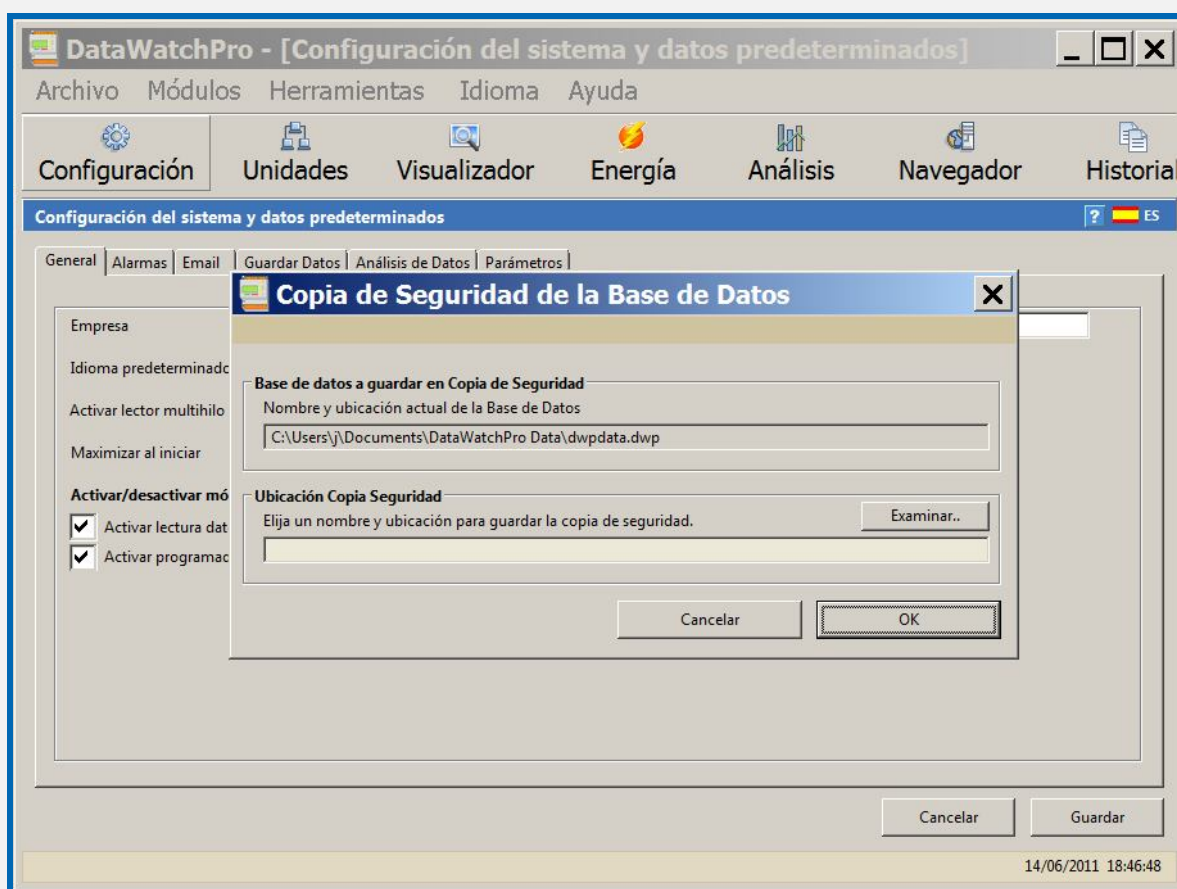 DataWatchPro - [Configuración del sistema y datos predeterminados]
Archivo Módulos Herramientas Idioma Ayuda
Configuración Unidades Visualizador Energía Análisis Navegador Historial
Configuración del sistema y datos predeterminados ? ES
General Alarmas Email Guardar Datos Análisis de Datos Parámetros
Copia de Seguridad de la Base de Datos
Empresa
Idioma predeterminado
Base de datos a guardar en Copia de Seguridad
Activar lector multihilo
Nombre y ubicación actual de la Base de Datos
C:\Users\j\Documents\DataWatchPro Data\dwpdata.dwp
Maximizar al iniciar
Activar/desactivar mó
Ubicación Copia Seguridad
Activar lectura dat
Elija un nombre y ubicación para guardar la copia de seguridad.
Examinar..
Activar programac
Cancelar OK
Cancelar Guardar
14/06/2011 18:46:48